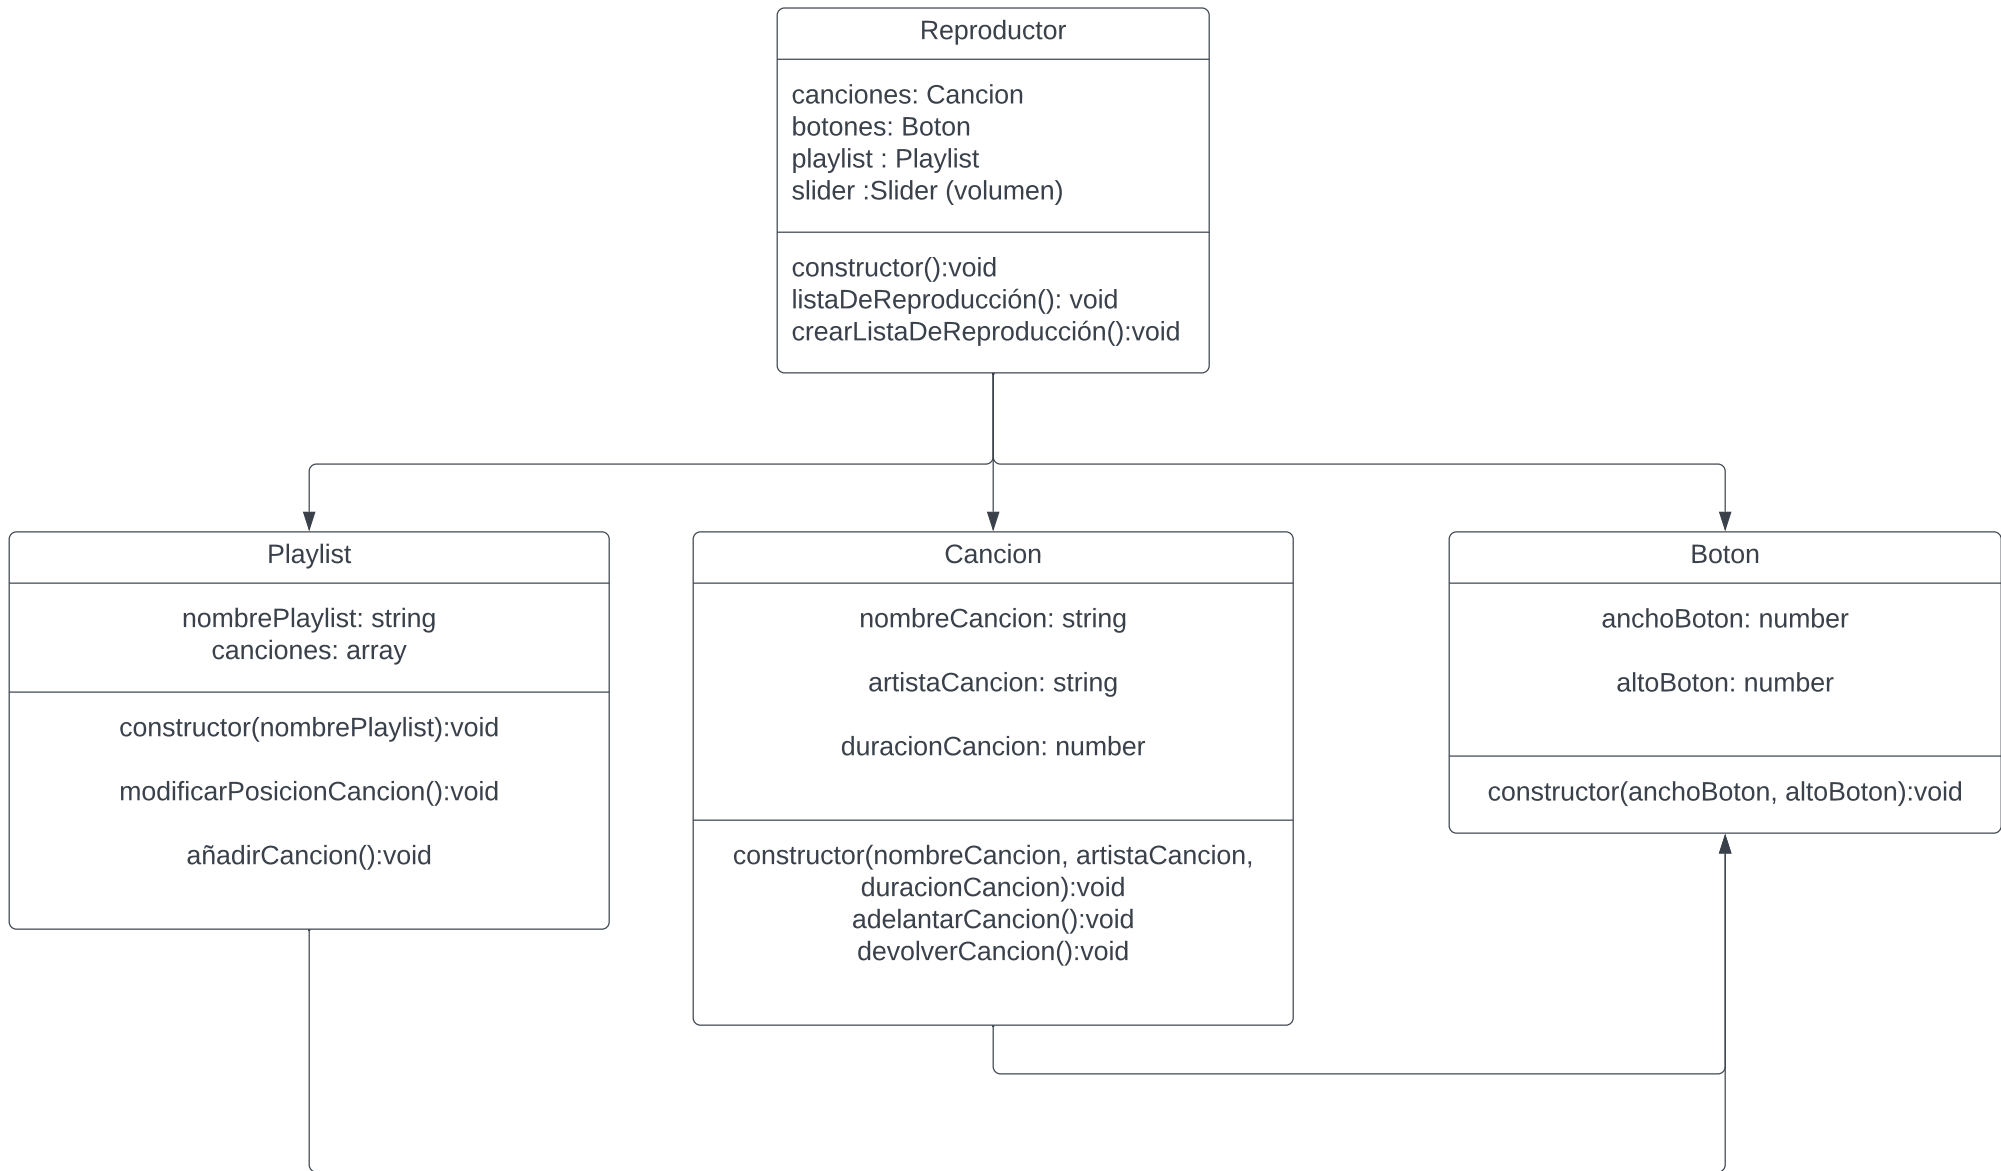 Reproductor
canciones: Cancion
botones: Boton
playlist : Playlist
slider :Slider (volumen)
constructor():void
listaDeReproducción(): void
crearListaDeReproducción():void
Playlist
nombrePlaylist: string
canciones: array
constructor(nombrePlaylist):void
modificarPosicionCancion():void
añadirCancion():void
Cancion
nombreCancion: string
artistaCancion: string
duracionCancion: number
constructor(nombreCancion, artistaCancion,
duracionCancion):void
adelantarCancion():void
devolverCancion():void
Boton
anchoBoton: number
altoBoton: number
constructor(anchoBoton, altoBoton):void